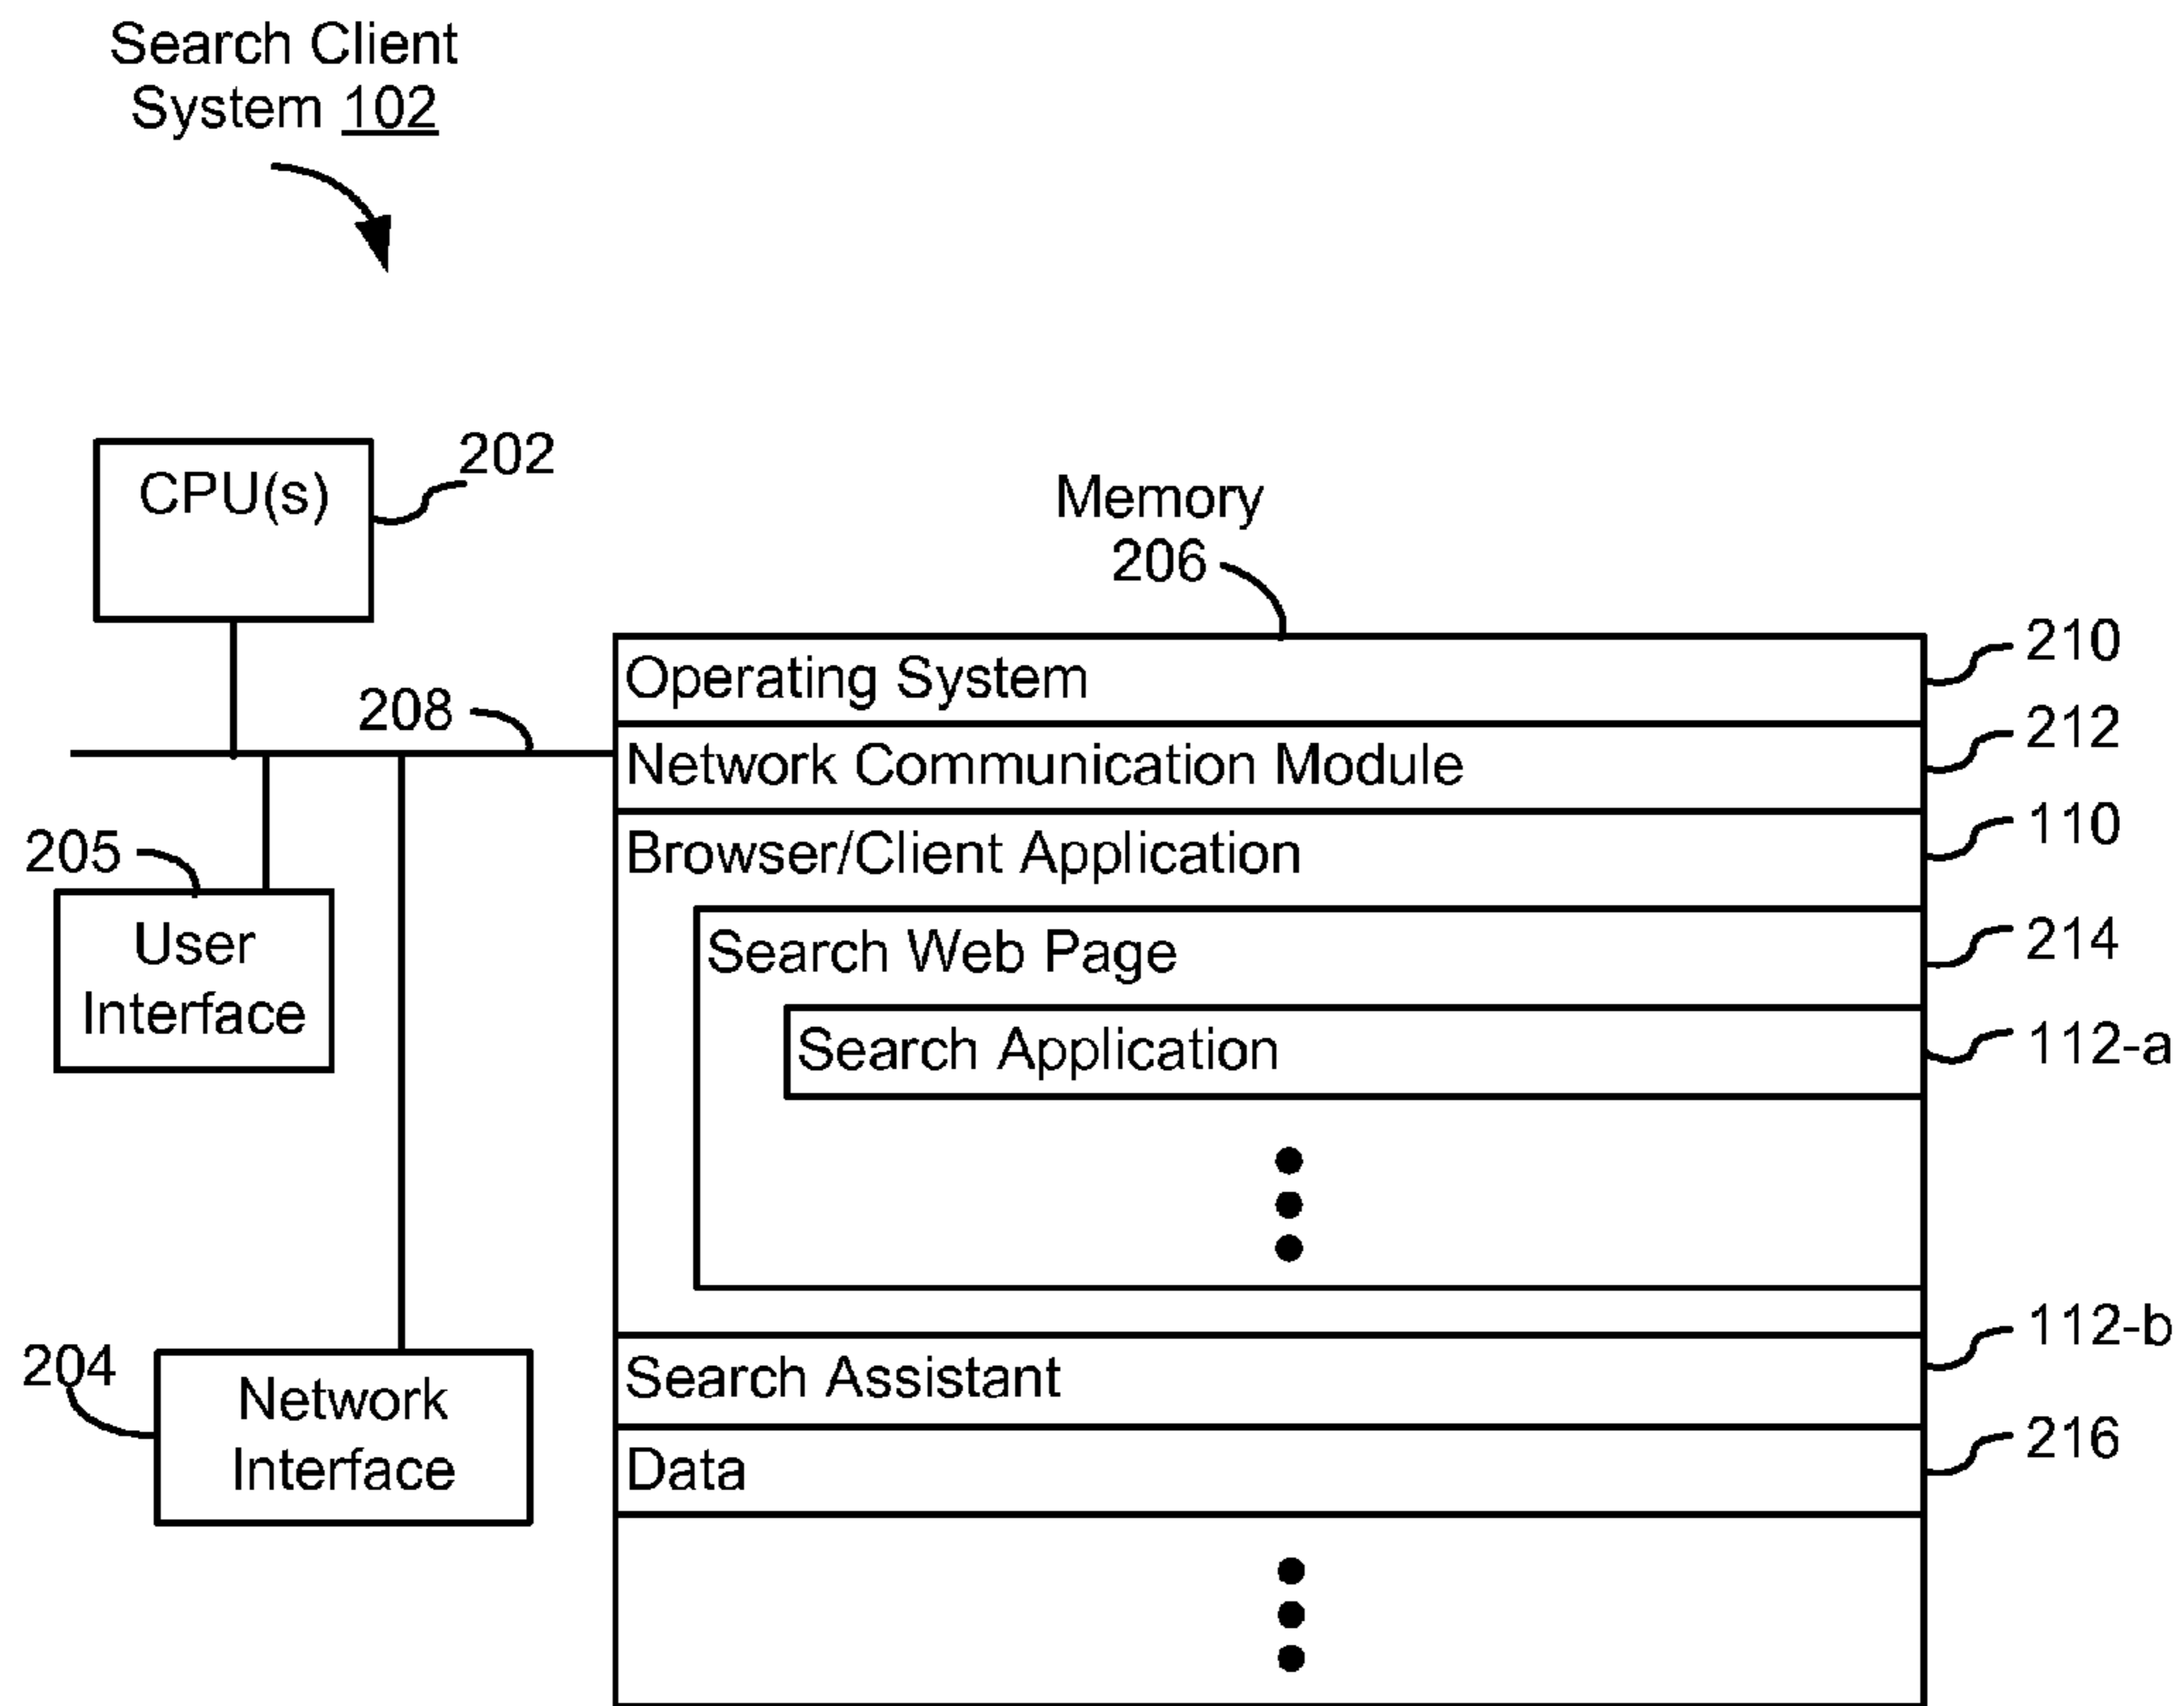 Search Client
System 102
CPU(s)
202
Memory
206
Operating System
210
208
Network Communication Module
212
Browser/Client Application
110
205
User
Interface
Search Web Page
214
Search Application
112-a
204
Network
Interface
Search Assistant
112-b
Data
216